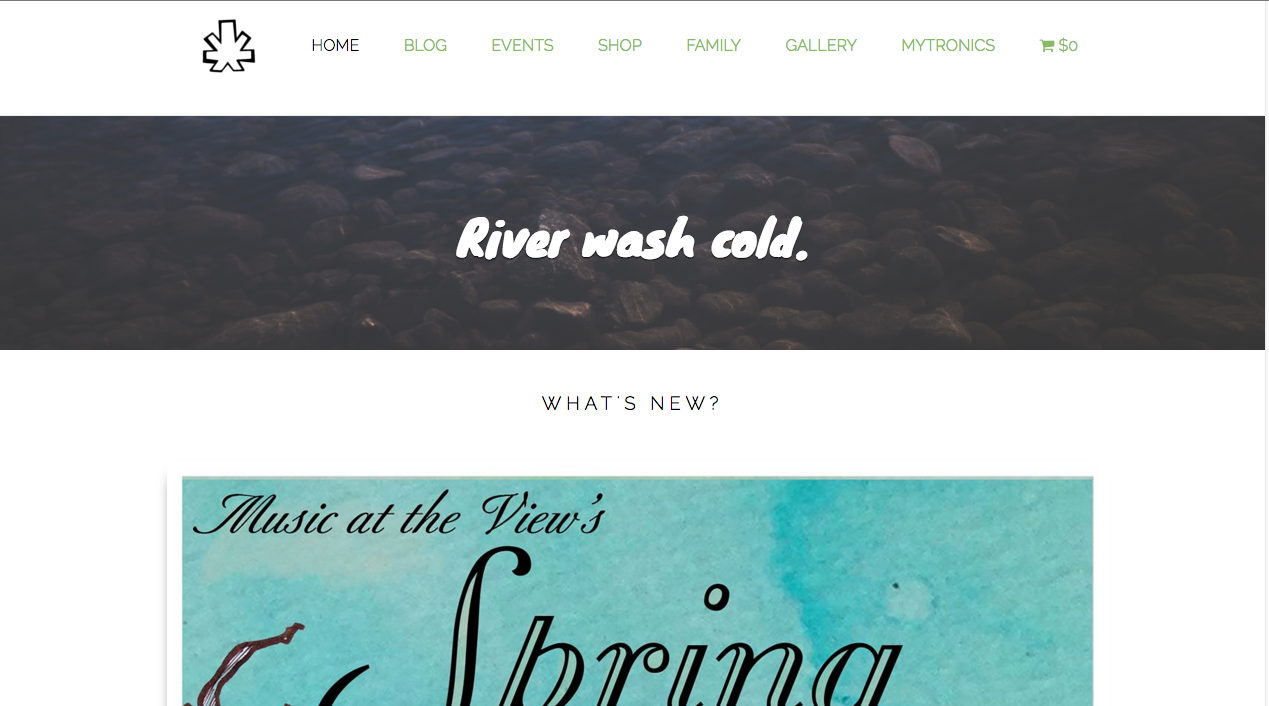 HOME BLOG EVENTS SHOP FAMILY GALLERY MYTRONICS $0
River wash cold.
WHAT'S NEW?
Music at the View's
Spring